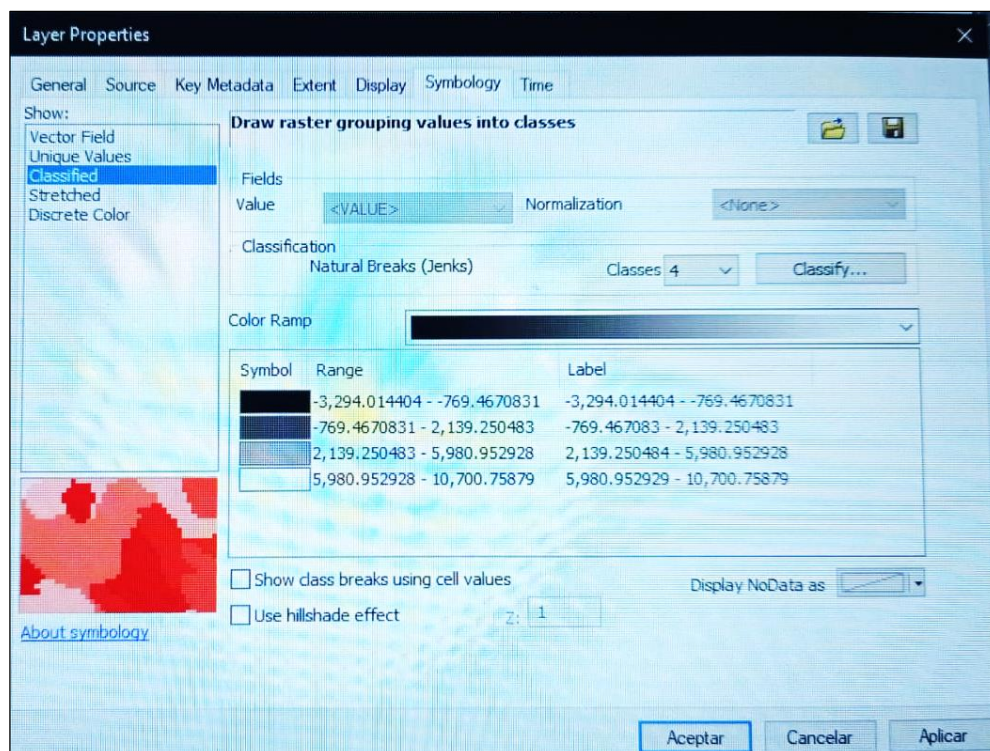 Layer Properties
General Source Key Metadata Extent Display Symbology Time
Show:
Vector Field
Unique Values
Classified
Stretched
Discrete Color
Draw raster grouping values into classes
Fields
Value <VALUE> Normalization <None>
Classification
Natural Breaks (Jenks) Classes 4 Classify...
Color Ramp
Symbol Range Label
-3,294.014404 - -769.4670831 -3,294.014404 - -769.4670831
-769.4670831 - 2,139.250483 -769.467083 - 2,139.250483
2,139.250483 - 5,980.952928 2,139.250484 - 5,980.952928
5,980.952928 - 10,700.75879 5,980.952929 - 10,700.75879
Show class breaks using cell values
Display NoData as
Use hillshade effect Z: 1
About symbology
Aceptar Cancelar Aplicar